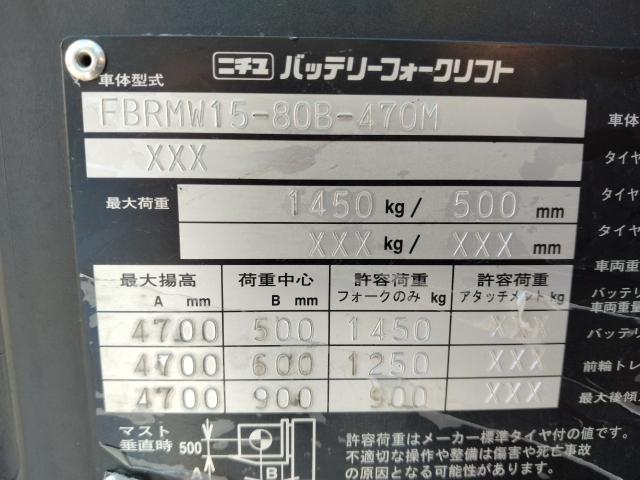 ニチユ バッテリーフォークリフト
車体型式
FBRMW15-80B-470M
XXX
最大荷重 1450 kg/ 500 mm
XXX kg/ XXX mm
最大揚高 荷重中心 許容荷重 許容荷重
A mm B mm フォークのみ kg アタッチメント kg
4700 500 1450 XXX
4700 600 1250 XXX
4700 900 900 XXX
マスト
垂直時 500
A B
許容荷重はメーカー標準タイヤ付の値です。
不適切な操作や整備は傷害や死亡事故
の原因となる可能性があります。
車体
タイヤ
タイヤ
タイヤ
車両重
バッテリ
車両重量
バッテリ
前輪トレ
最大後傾